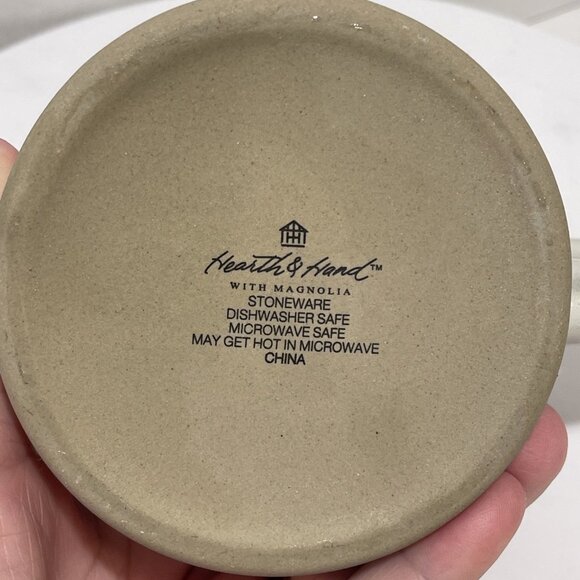 Hearth & Hand™
WITH MAGNOLIA
STONEWARE
DISHWASHER SAFE
MICROWAVE SAFE
MAY GET HOT IN MICROWAVE
CHINA